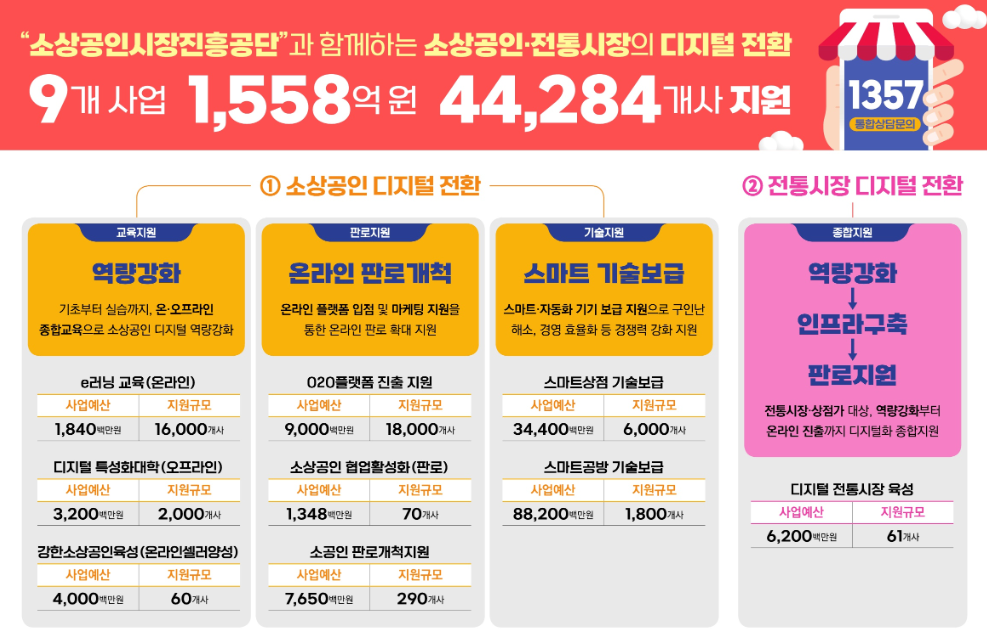 “소상공인시장진흥공단”과 함께하는 소상공인·전통시장의 디지털 전환
9개 사업 1,558억 원 44,284개사 지원
1357
통합상담문의
① 소상공인 디지털 전환
② 전통시장 디지털 전환
교육지원
역량강화
기초부터 실습까지, 온·오프라인
종합교육으로 소상공인 디지털 역량강화
e러닝 교육(온라인)
사업예산 지원규모
1,840백만원 16,000개사
디지털 특성화대학(오프라인)
사업예산 지원규모
3,200백만원 2,000개사
강한소상공인육성(온라인셀러양성)
사업예산 지원규모
4,000백만원 60개사
판로지원
온라인 판로개척
온라인 플랫폼 입점 및 마케팅 지원을
통한 온라인 판로 확대 지원
O2O플랫폼 진출 지원
사업예산 지원규모
9,000백만원 18,000개사
소상공인 협업활성화(판로)
사업예산 지원규모
1,348백만원 70개사
소공인 판로개척지원
사업예산 지원규모
7,650백만원 290개사
기술지원
스마트 기술보급
스마트·자동화 기기 보급 지원으로 구인난
해소, 경영 효율화 등 경쟁력 강화 지원
스마트상점 기술보급
사업예산 지원규모
34,400백만원 6,000개사
스마트공방 기술보급
사업예산 지원규모
88,200백만원 1,800개사
종합지원
역량강화
인프라구축
판로지원
전통시장·상점가 대상, 역량강화부터
온라인 진출까지 디지털화 종합지원
디지털 전통시장 육성
사업예산 지원규모
6,200백만원 61개사